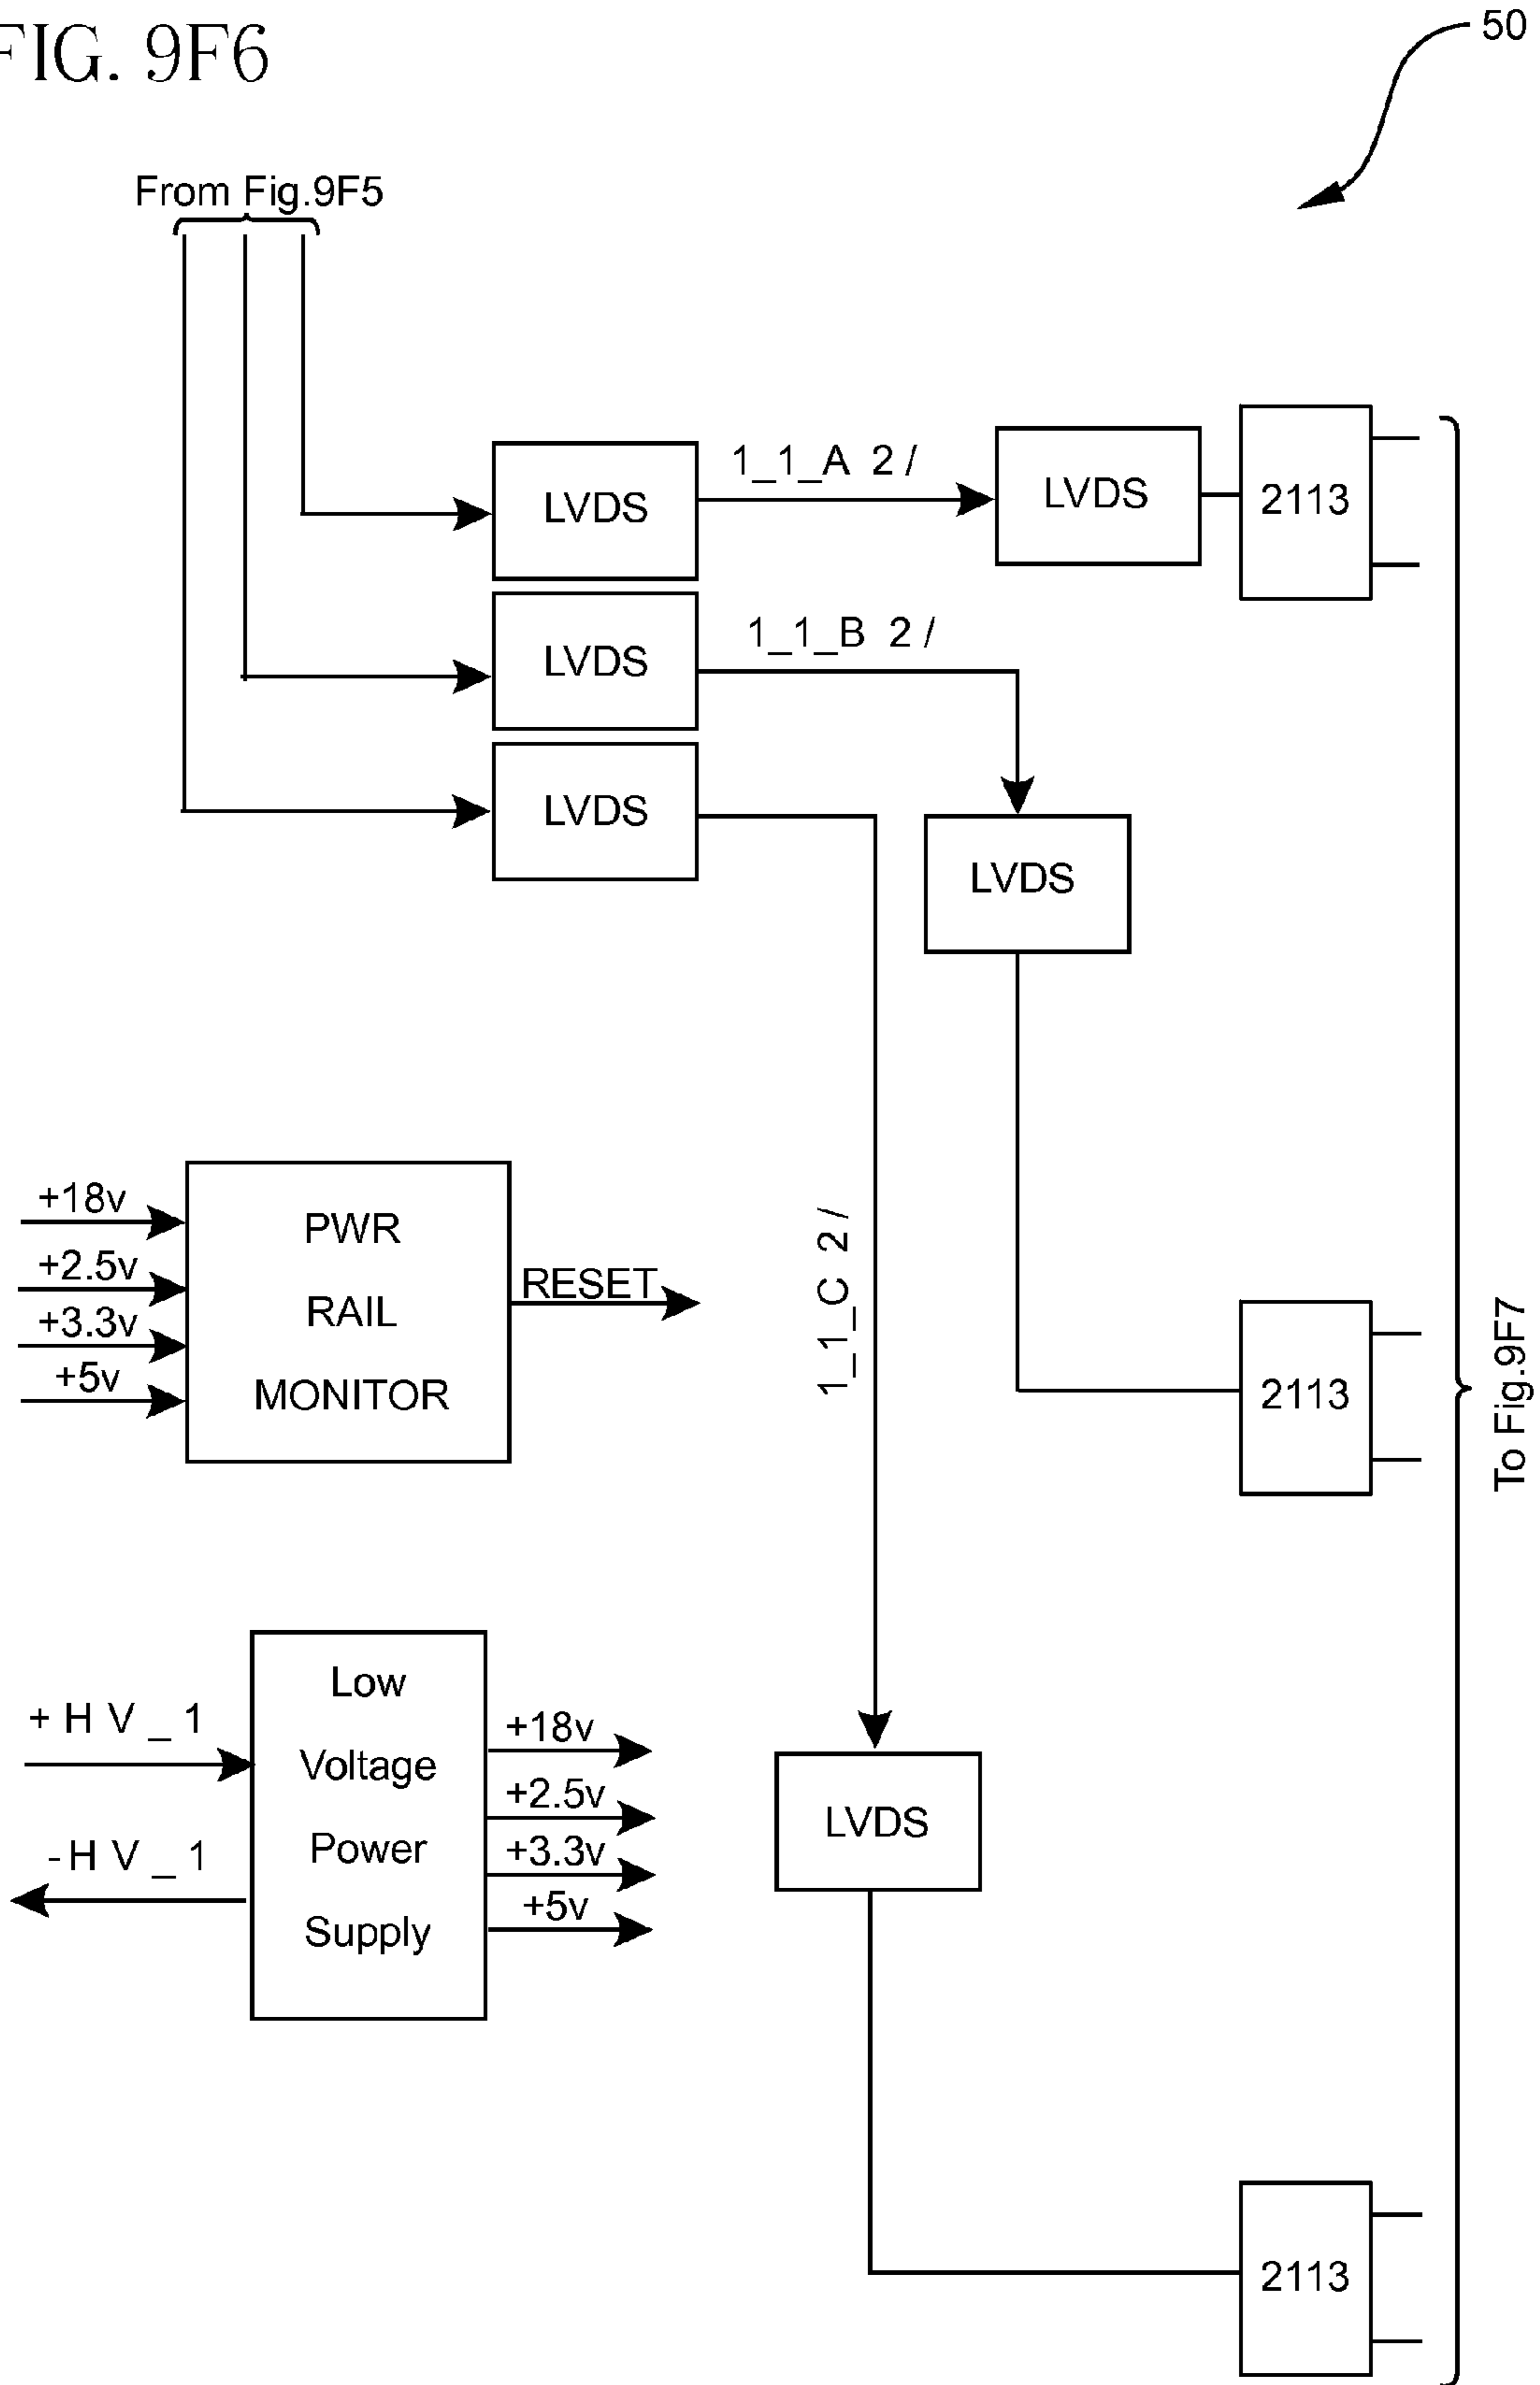 FIG. 9F6
50
From Fig.9F5
LVDS
1_1_A 2 /
LVDS
2113
LVDS
1_1_B 2 /
LVDS
1_1_C 2 /
LVDS
+18v
+2.5v
+3.3v
+5v
PWR
RAIL
MONITOR
RESET
2113
To Fig.9F7
+ H V _ 1
- H V _ 1
Low
Voltage
Power
Supply
+18v
+2.5v
+3.3v
+5v
LVDS
2113